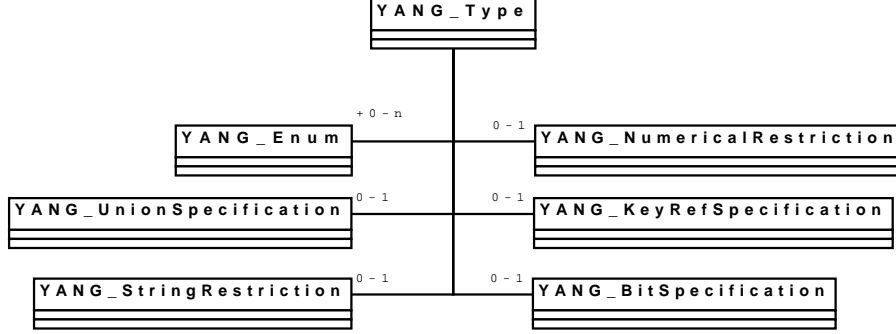 YANG_Type
+0-n
0-1
YANG_Enum
YANG_NumericalRestriction
0-1
0-1
YANG_UnionSpecification
YANG_KeyRefSpecification
0-1
0-1
YANG_StringRestriction
YANG_BitSpecification